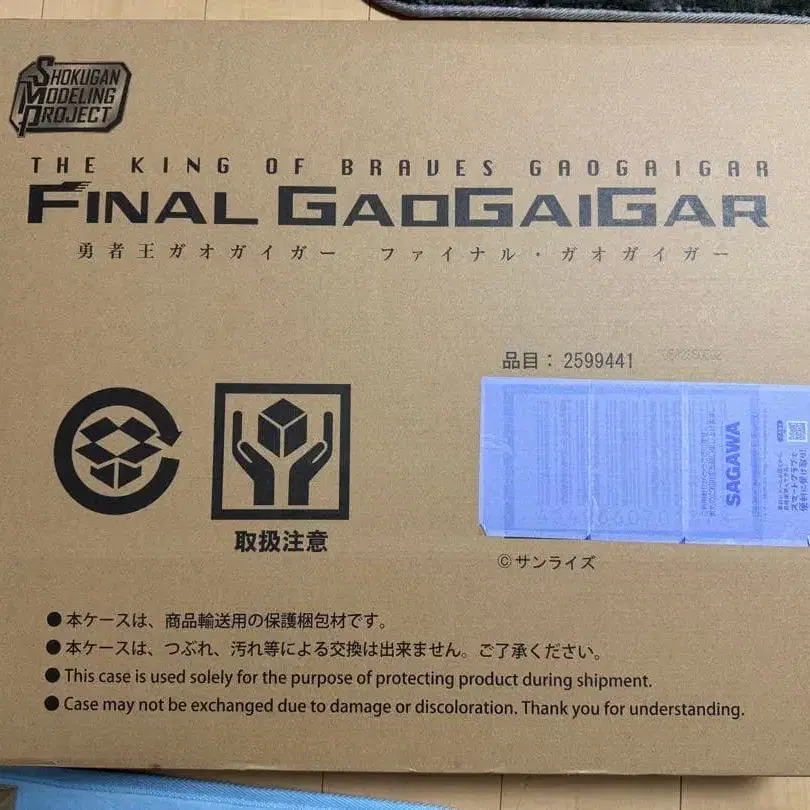 SHOKUGAN
MODELING
PROJECT
THE KING OF BRAVES GAOGAIGAR
FINAL GAOGAIGAR
勇者王ガオガイガー ファイナル・ガオガイガー
品目：2599441
SAGAWA
取扱注意
©サンライズ
●本ケースは、商品輸送用の保護梱包材です。
●本ケースは、つぶれ、汚れ等による交換は出来ません。ご了承ください。
●This case is used solely for the purpose of protecting product during shipment.
●Case may not be exchanged due to damage or discoloration. Thank you for understanding.